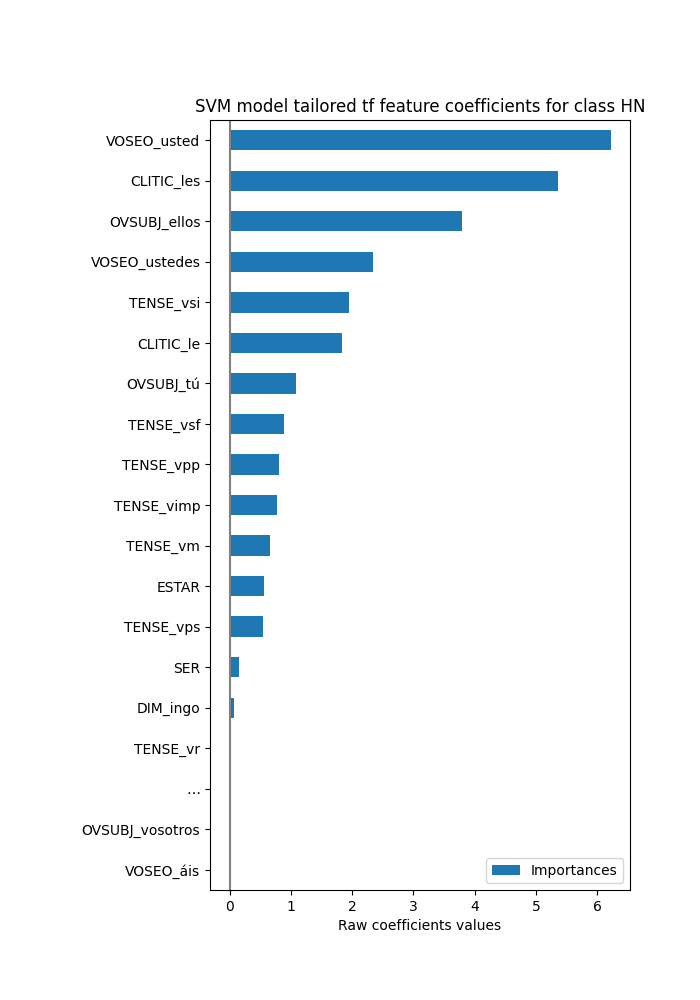 SVM model tailored tf feature coefficients for class HN
VOSEO_usted
CLITIC_les
OVSUBJ_ellos
VOSEO_ustedes
TENSE_vsi
CLITIC_le
OVSUBJ_tú
TENSE_vsf
TENSE_vpp
TENSE_vimp
TENSE_vm
ESTAR
TENSE_vps
SER
DIM_ingo
TENSE_vr
...
OVSUBJ_vosotros
VOSEO_áis
Importances
0 1 2 3 4 5 6
Raw coefficients values